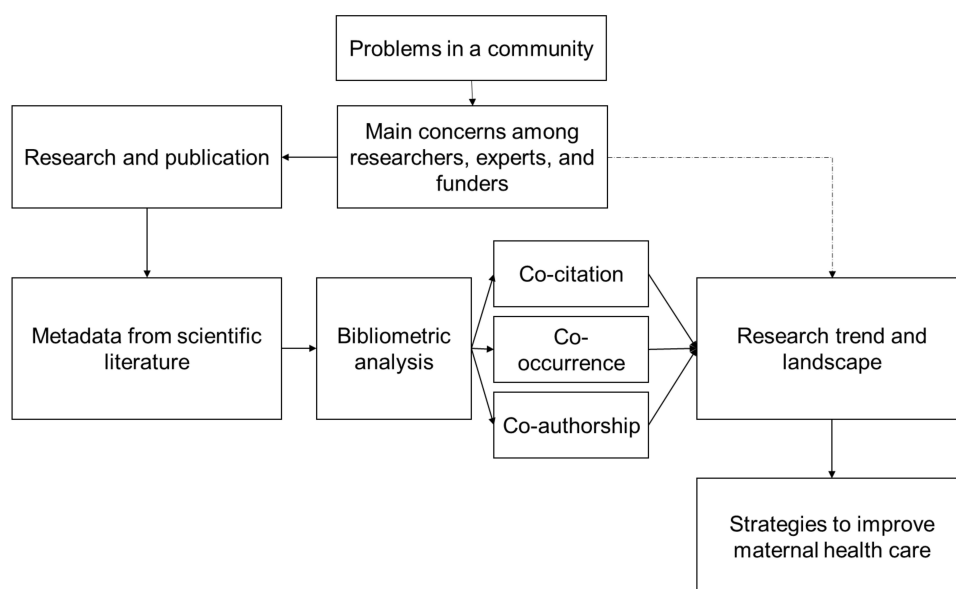 Problems in a community
Main concerns among
researchers, experts, and
funders
Research and publication
Metadata from scientific
literature
Bibliometric
analysis
Co-citation
Co-
occurrence
Co-authorship
Research trend and
landscape
Strategies to improve
maternal health care